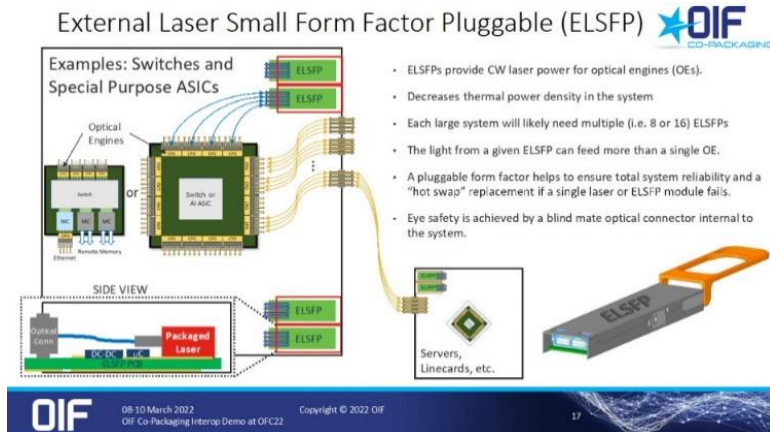 External Laser Small Form Factor Pluggable (ELSFP)
OIF
CO-PACKAGING
Examples: Switches and
Special Purpose ASICs
Optical
Engines
Switch
or
MC
MC
MC
Ethernet
Remote Memory
Switch or
AI ASIC
ELSFP
ELSFP
ELSFP
ELSFP
SIDE VIEW
Optical
Conn
DC-DC
µC
Packaged
Laser
ELSFP PCB
• ELSFPs provide CW laser power for optical engines (OEs).
• Decreases thermal power density in the system
• Each large system will likely need multiple (i.e. 8 or 16) ELSFPs
• The light from a given ELSFP can feed more than a single OE.
• A pluggable form factor helps to ensure total system reliability and a
“hot swap” replacement if a single laser or ELSFP module fails.
• Eye safety is achieved by a blind mate optical connector internal to
the system.
ELSFP
ELSFP
Servers,
Linecards, etc.
ELSFP
OIF
08-10 March 2022
OIF Co-Packaging Interop Demo at OFC22
Copyright © 2022 OIF
17